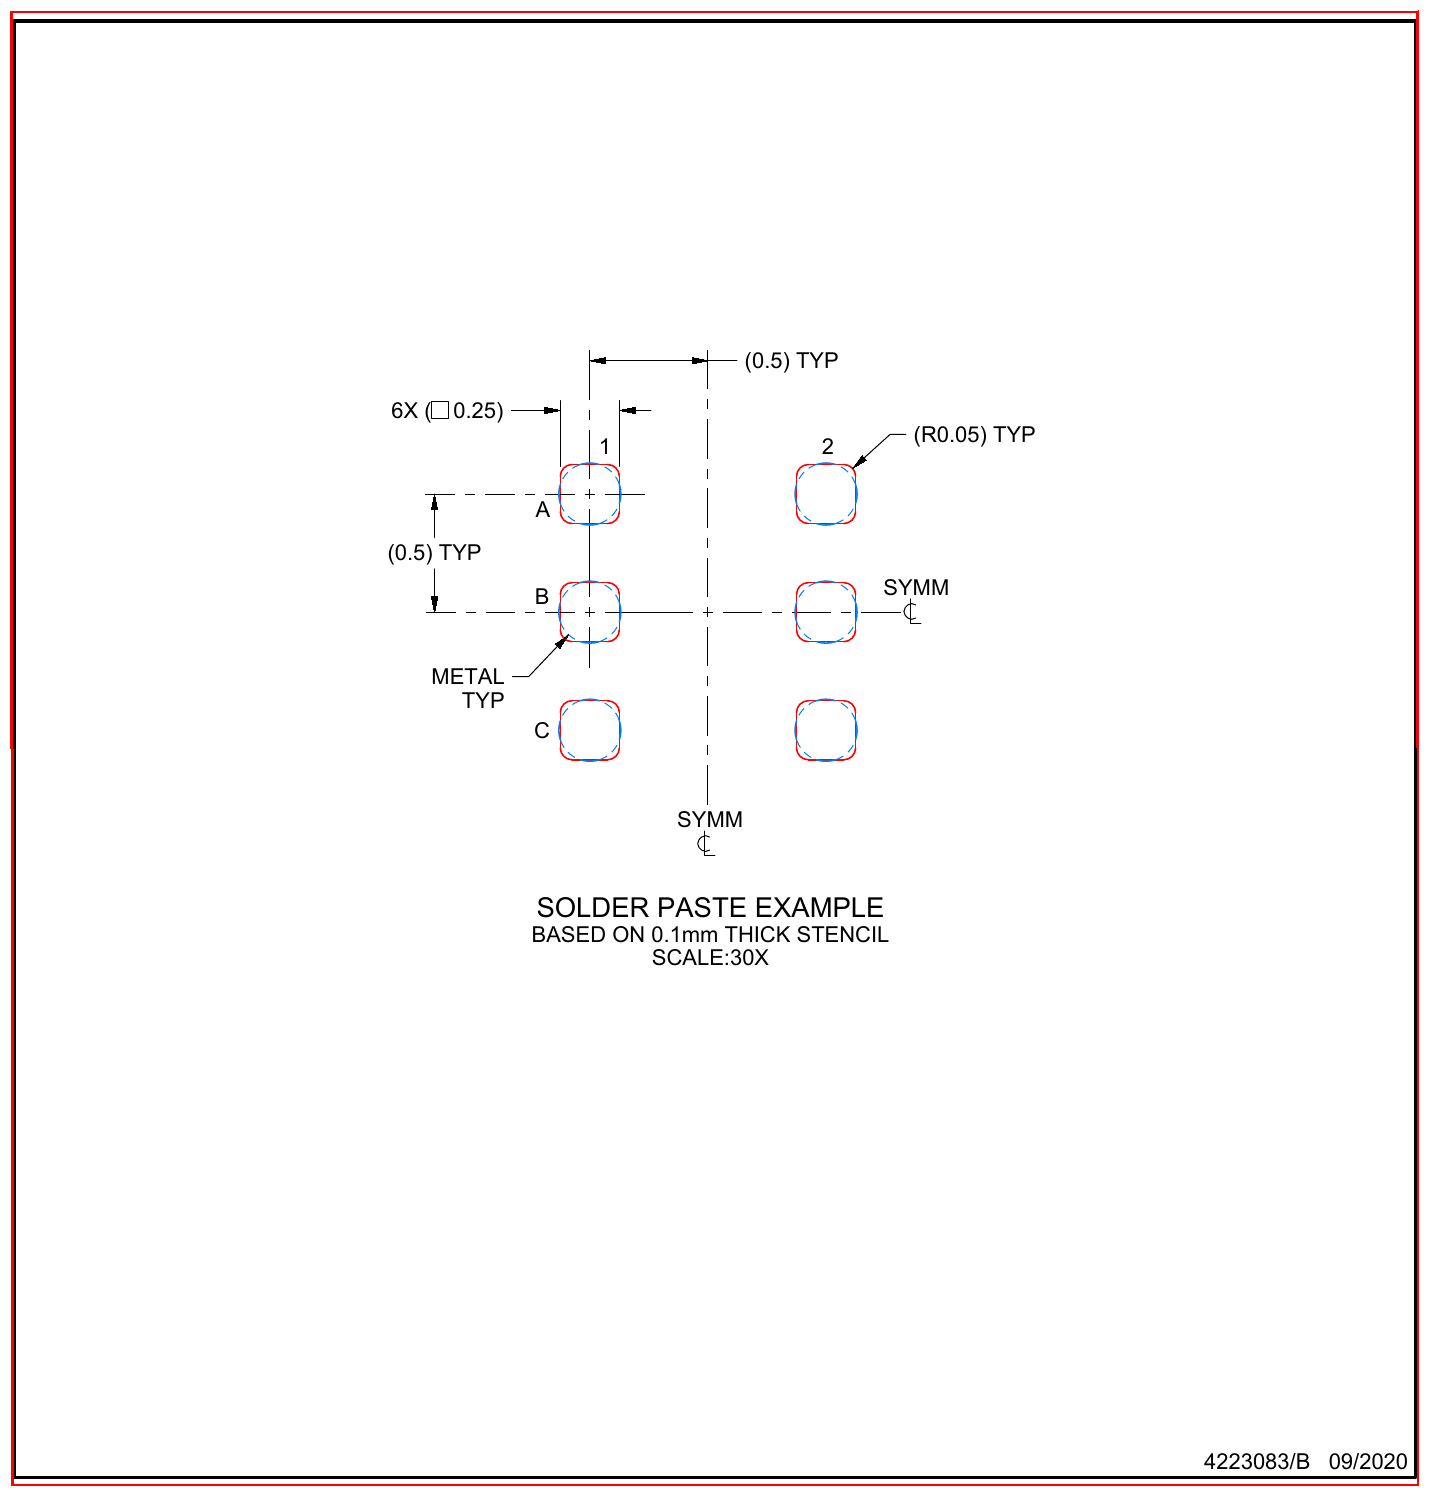 (0.5) TYP
6X (□ 0.25)
(R0.05) TYP
1
2
A
(0.5) TYP
B
SYMM
℄
METAL
TYP
C
SYMM
℄
SOLDER PASTE EXAMPLE
BASED ON 0.1mm THICK STENCIL
SCALE:30X
4223083/B 09/2020